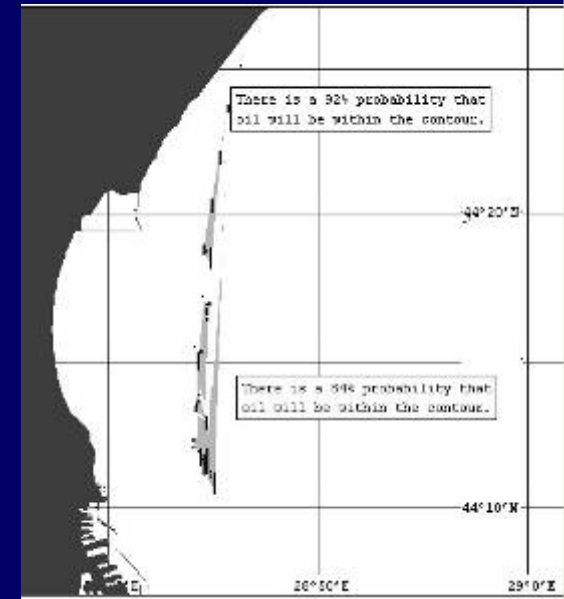 There is a 92% probability that
oil will be within the contour.
44°20'N
There is a 84% probability that
oil will be within the contour.
44°10'N
E
28°50'E
29°0'E